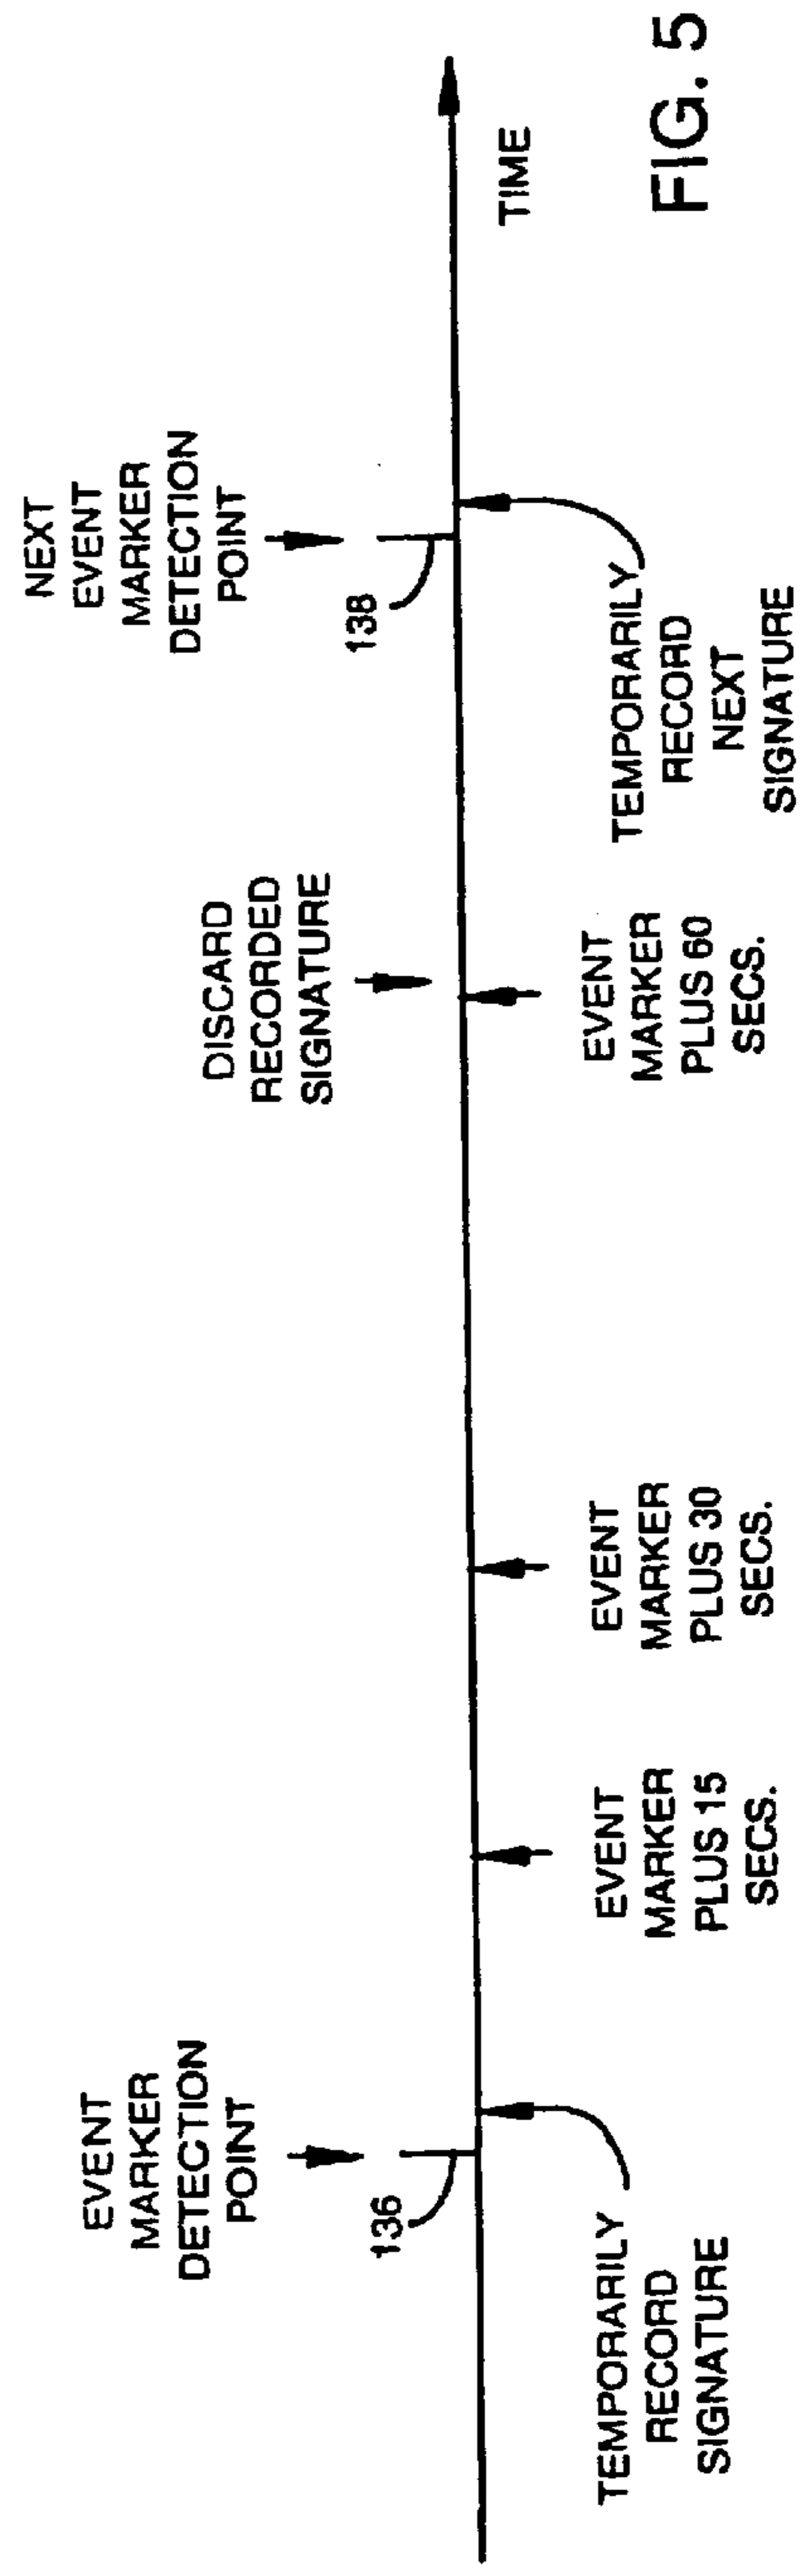 EVENT
MARKER
DETECTION
POINT
136
TEMPORARILY
RECORD
SIGNATURE
EVENT
MARKER
PLUS 15
SECS.
EVENT
MARKER
PLUS 30
SECS.
DISCARD
RECORDED
SIGNATURE
EVENT
MARKER
PLUS 60
SECS.
NEXT
EVENT
MARKER
DETECTION
POINT
138
TEMPORARILY
RECORD
NEXT
SIGNATURE
TIME
FIG. 5